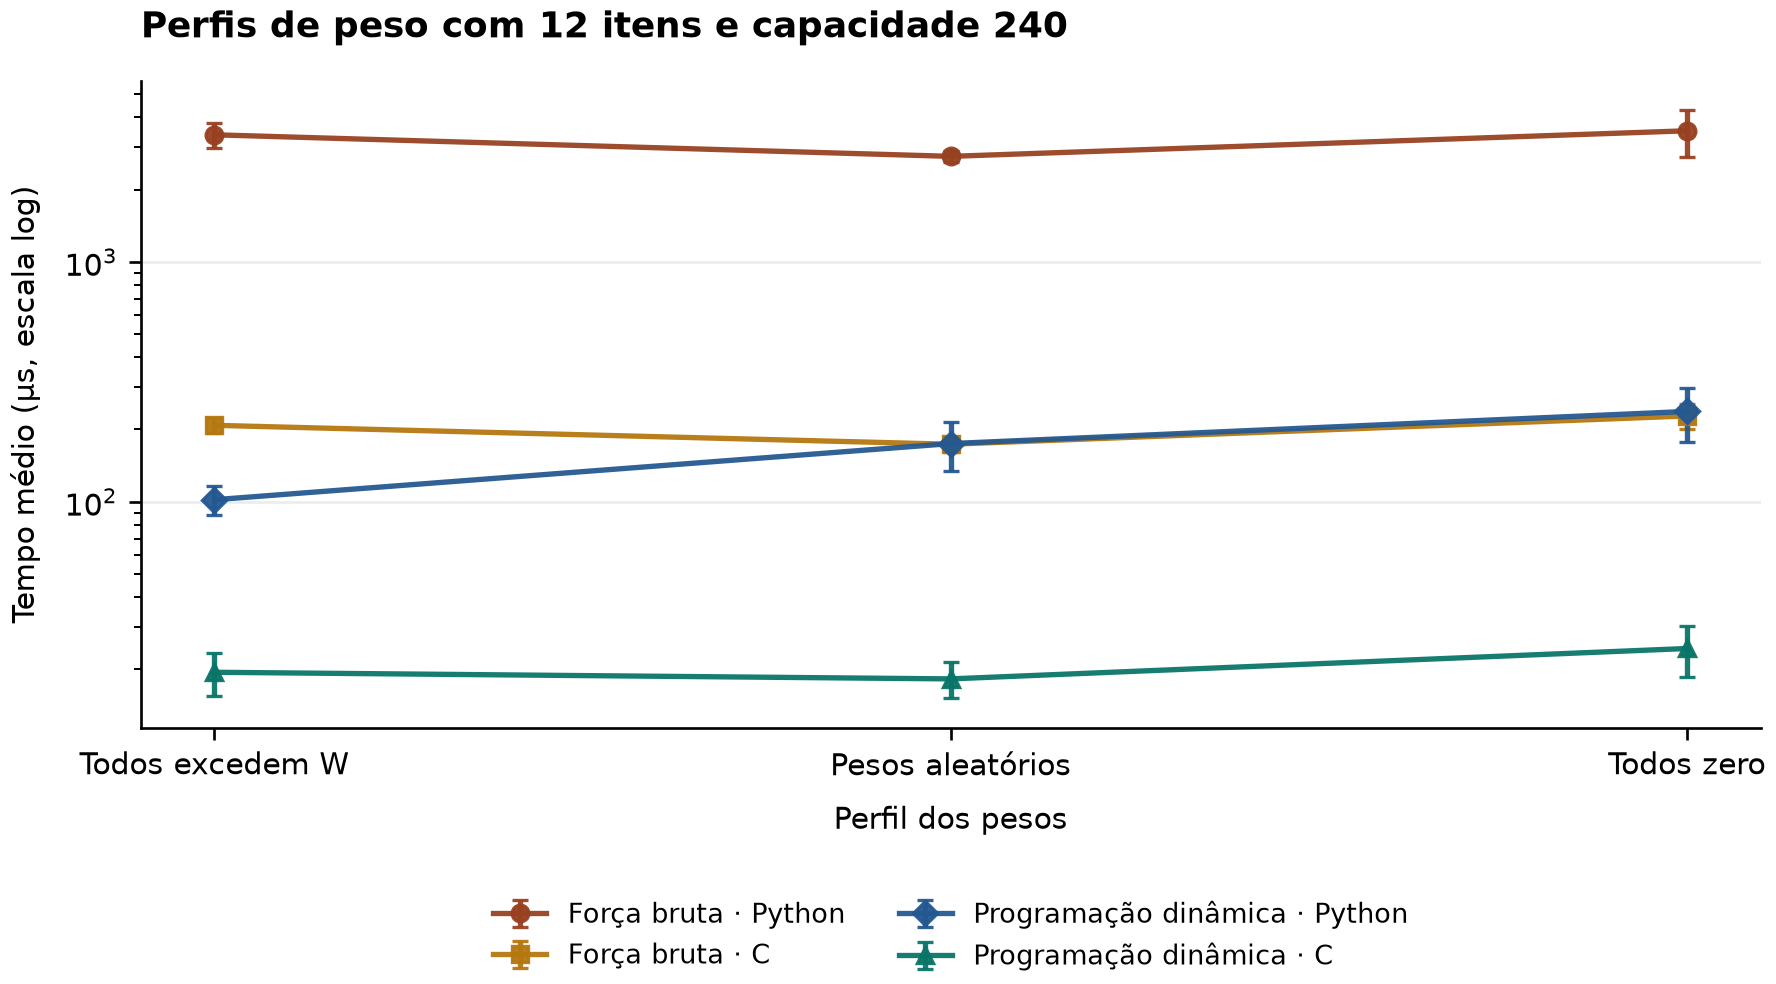 Perfis de peso com 12 itens e capacidade 240
Tempo médio (µs, escala log)
10³
10²
Todos excedem W
Pesos aleatórios
Todos zero
Perfil dos pesos
Força bruta · Python
Força bruta · C
Programação dinâmica · Python
Programação dinâmica · C